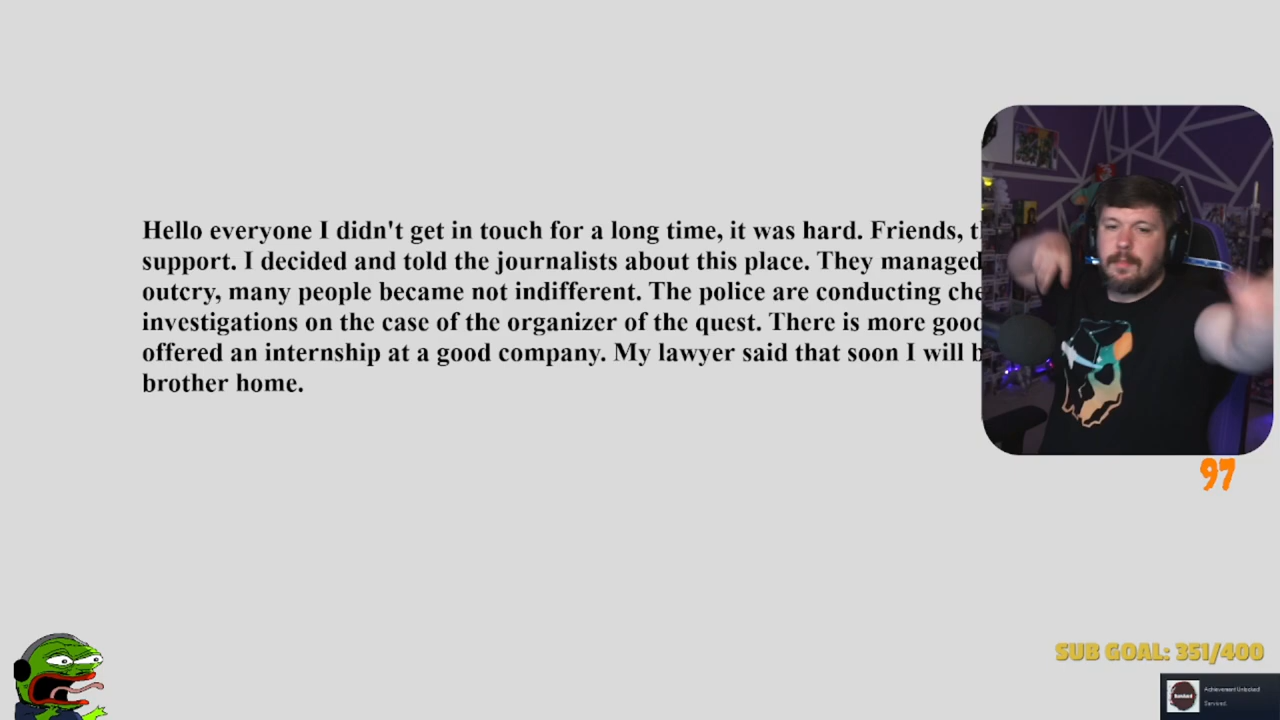 Hello everyone I didn't get in touch for a long time, it was hard. Friends,
support. I decided and told the journalists about this place. They managed
outcry, many people became not indifferent. The police are conducting
investigations on the case of the organizer of the quest. There is more good
offered an internship at a good company. My lawyer said that soon I will
brother home.
97
SUB GOAL: 351/400
Achievement Unlocked
Survived.